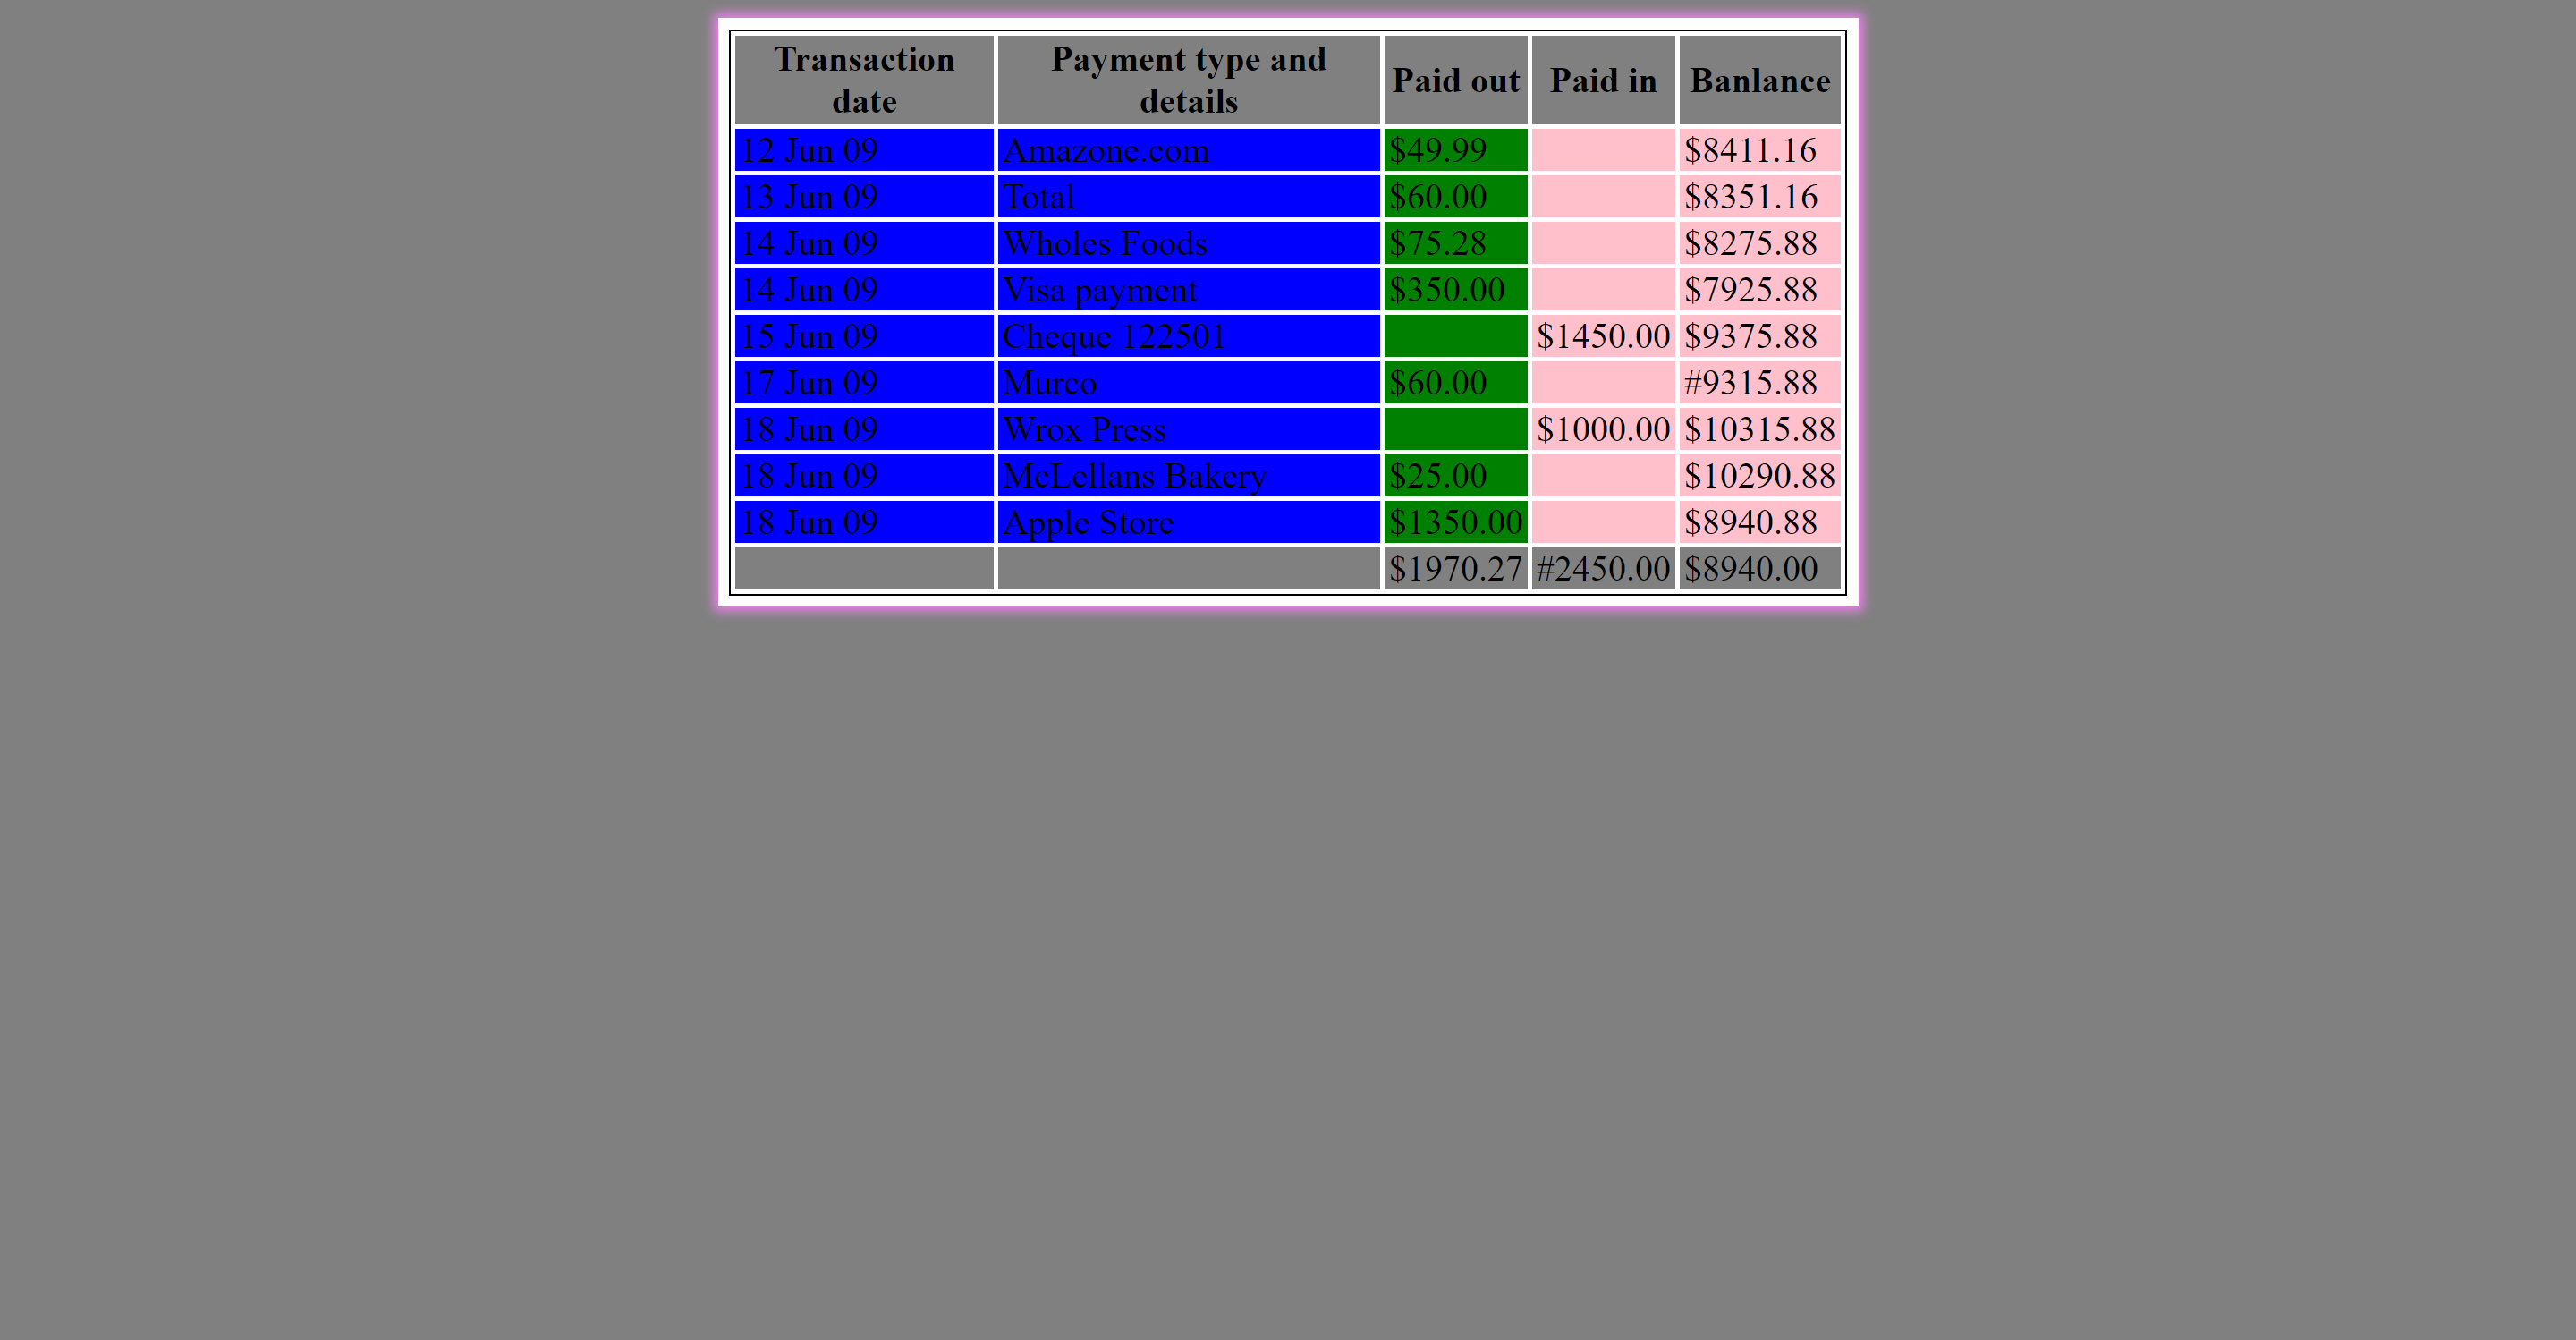 Transaction date Payment type and details Paid out Paid in Banlance
12 Jun 09 Amazone.com $49.99 $8411.16
13 Jun 09 Total $60.00 $8351.16
14 Jun 09 Wholes Foods $75.28 $8275.88
14 Jun 09 Visa payment $350.00 $7925.88
15 Jun 09 Cheque 122501 $1450.00 $9375.88
17 Jun 09 Murco $60.00 #9315.88
18 Jun 09 Wrox Press $1000.00 $10315.88
18 Jun 09 McLellans Bakery $25.00 $10290.88
18 Jun 09 Apple Store $1350.00 $8940.88
$1970.27 #2450.00 $8940.00